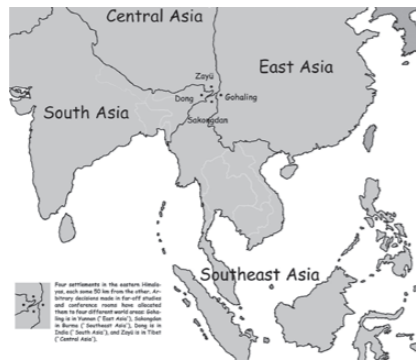 Central Asia
East Asia
Zayü
Dong
Gohaling
South Asia
Sakongdan
Southeast Asia
Four settlements in the eastern Himala-
yas, each some 50 km from the other. Ar-
bitrary decisions made in far-off studies
and conference rooms have allocated
them to four different world areas: Goha-
ling is in Yunnan ('East Asia'), Sakongdan
in Burma ('Southeast Asia'), Dong is in
India ('South Asia'), and Zayü is in Tibet
('Central Asia').